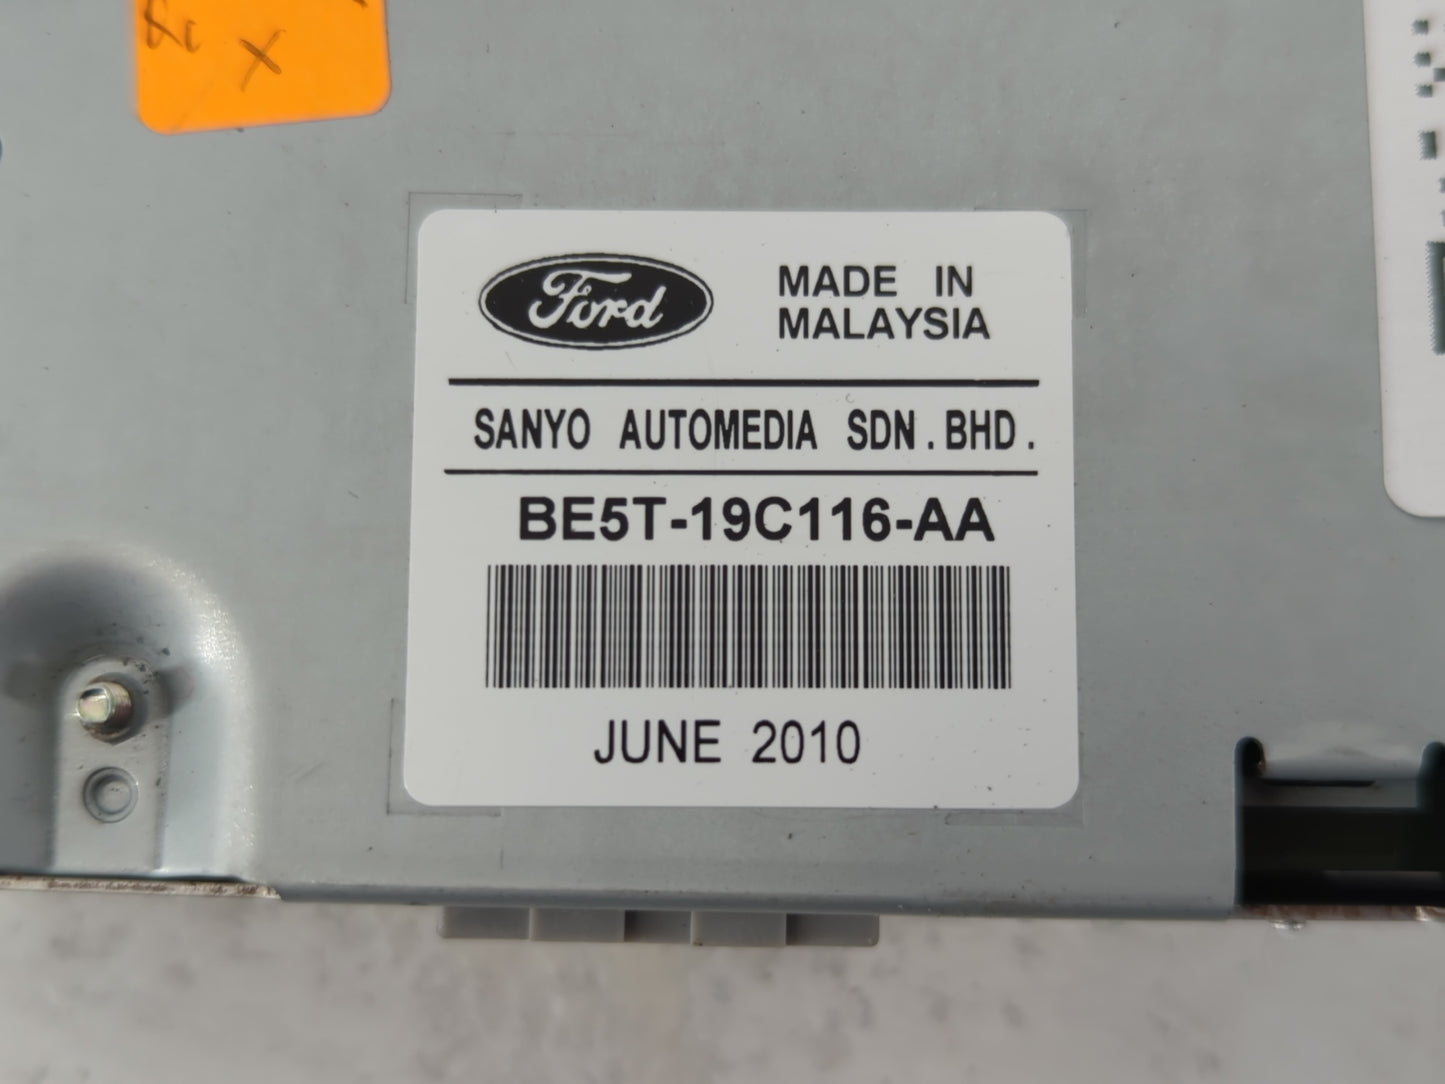 X
Ford
MADE IN
MALAYSIA
SANYO AUTOMEDIA SDN.BHD.
BE5T-19C116-AA
JUNE 2010